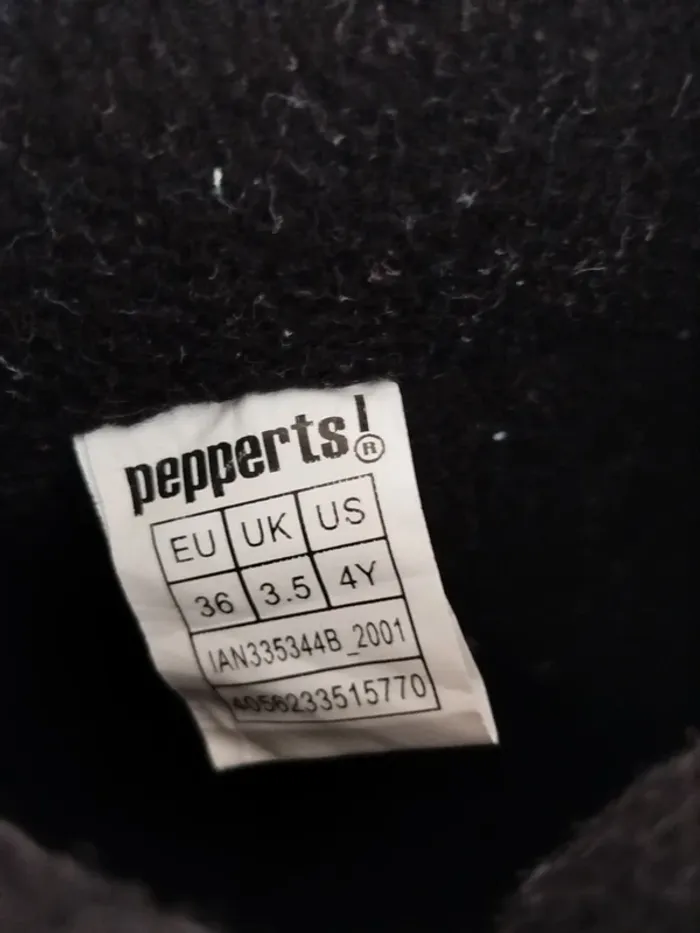 pepperts! ®
EU UK US
36 3.5 4Y
IAN335344B_2001
4056233515770